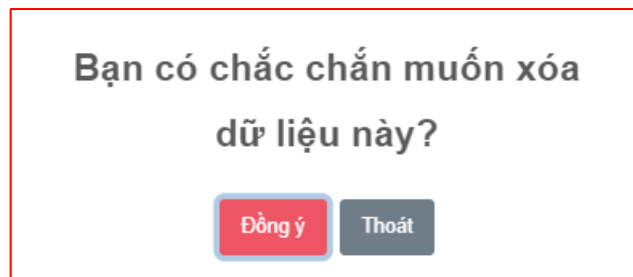 Bạn có chắc chắn muốn xóa
dữ liệu này?
Đồng ý Thoát